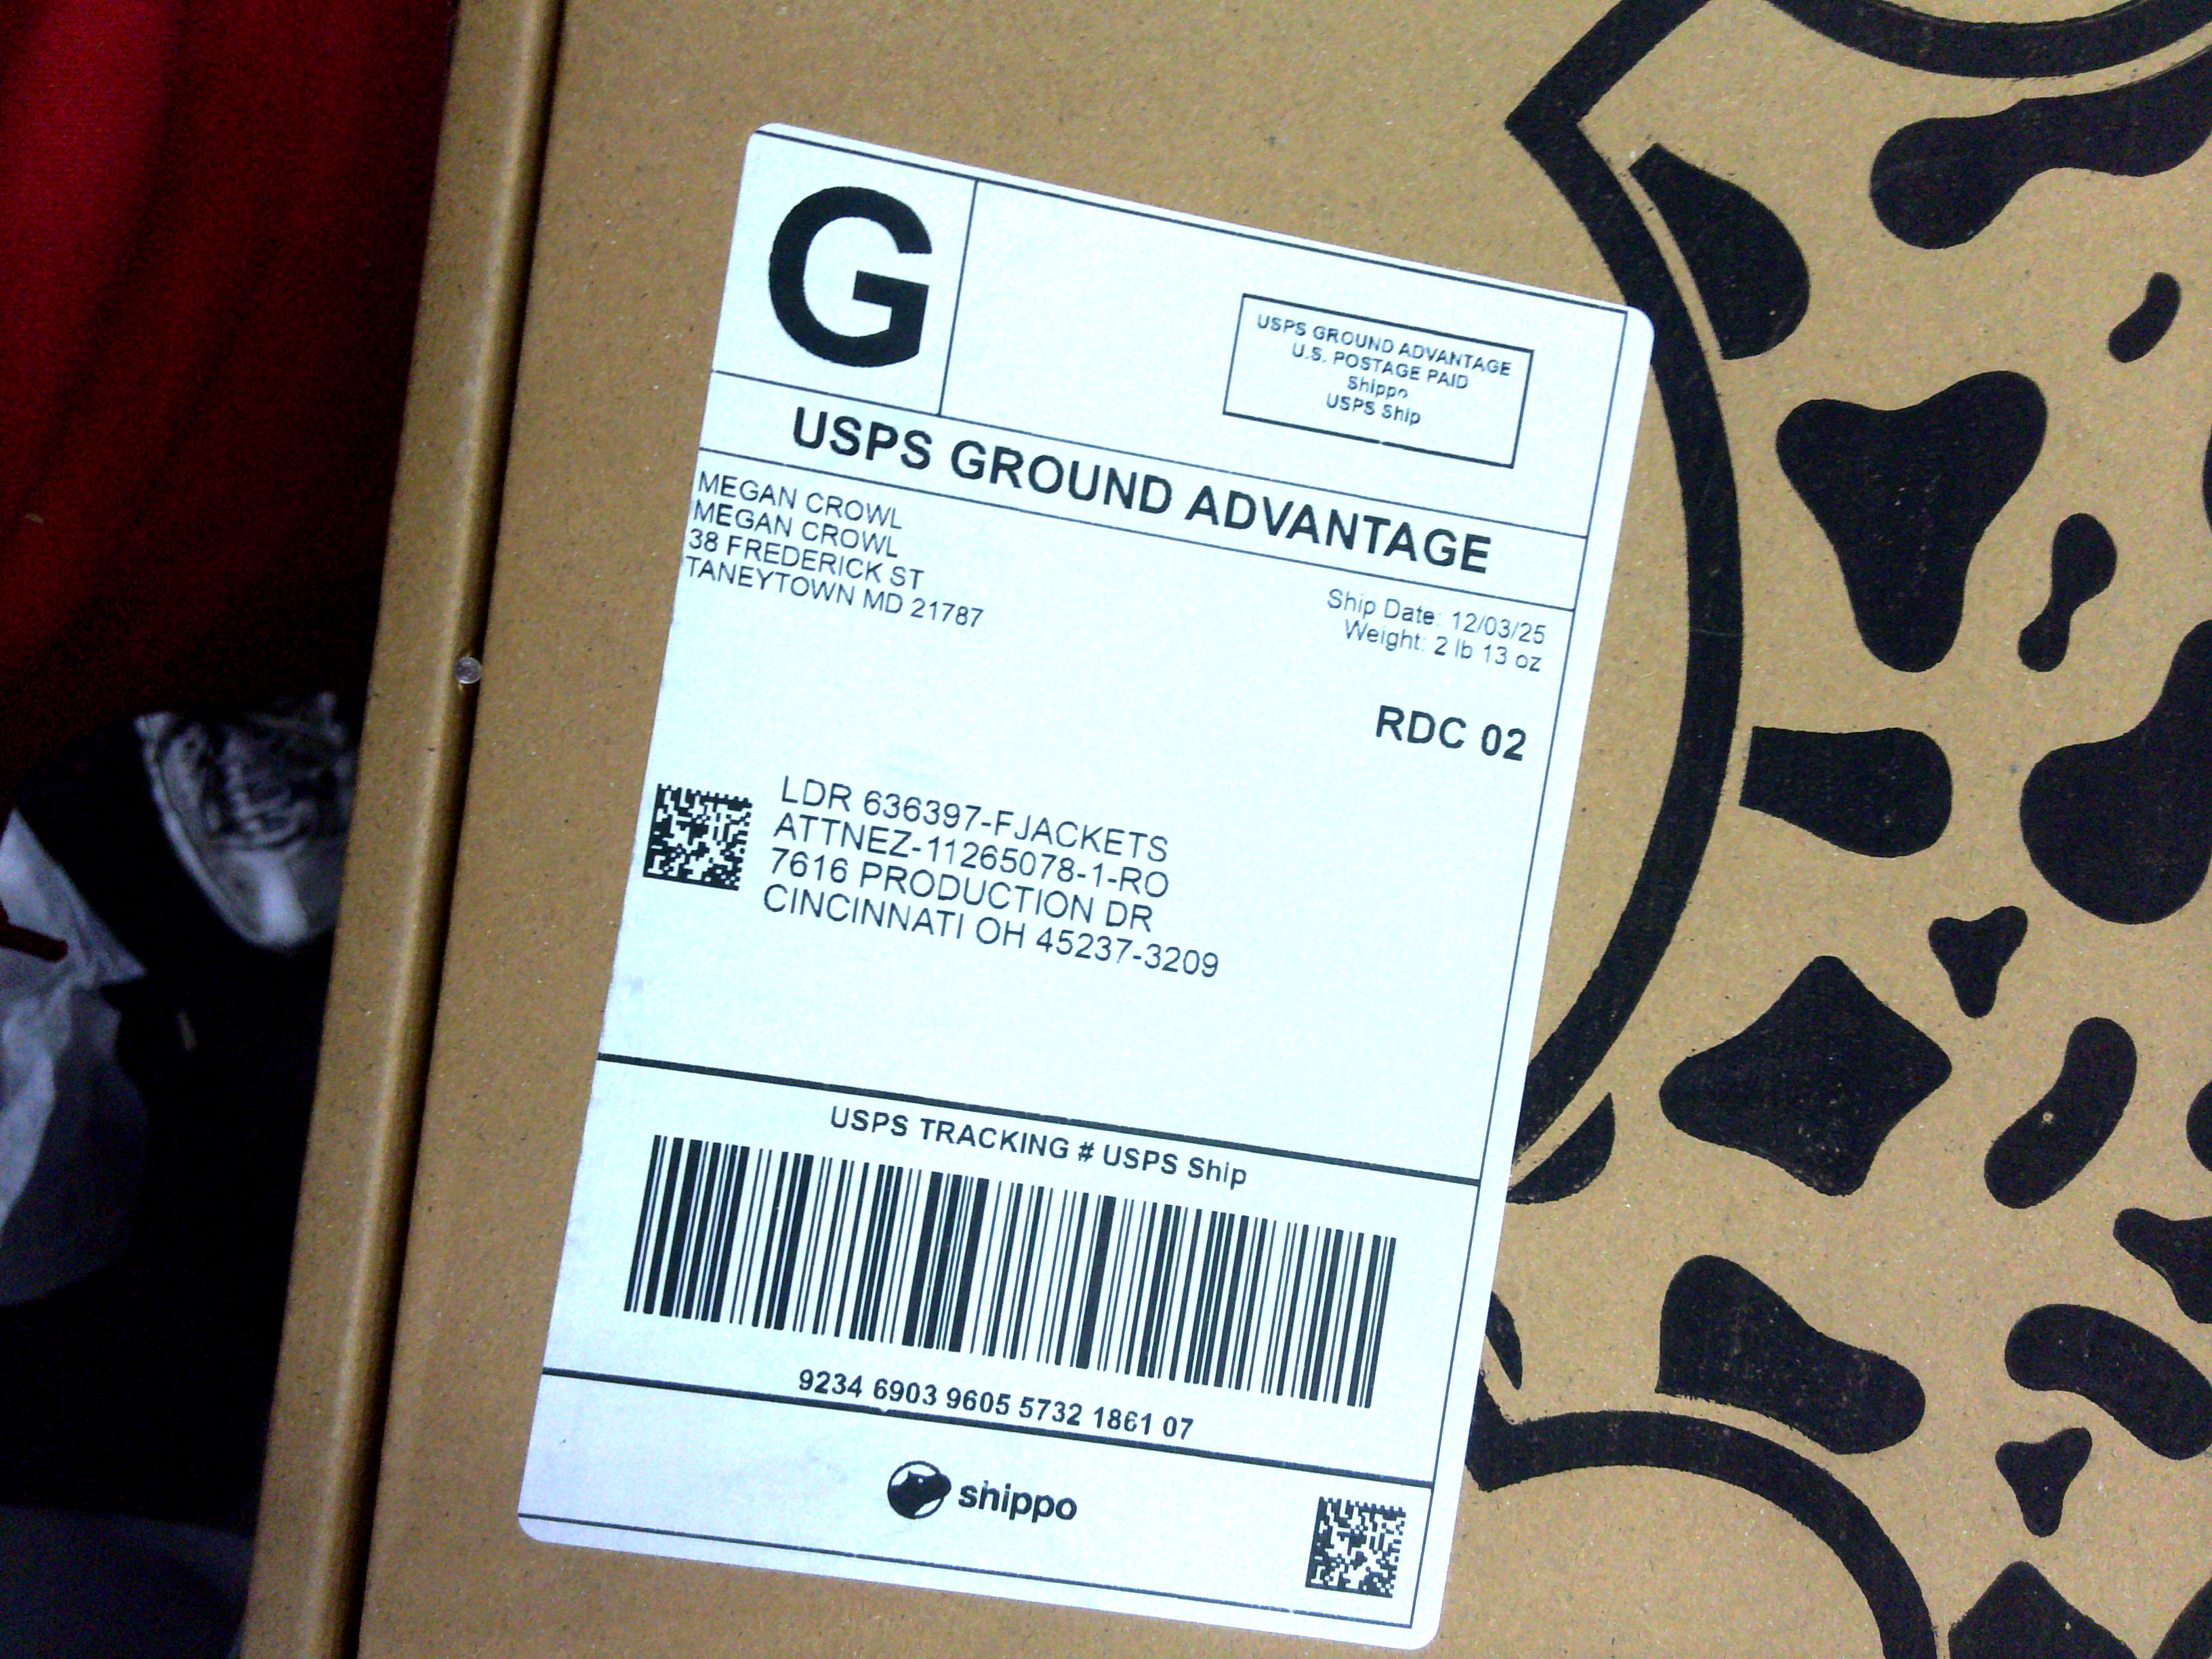 G
USPS GROUND ADVANTAGE
U.S. POSTAGE PAID
Shippo
USPS Ship
USPS GROUND ADVANTAGE
MEGAN CROWL
MEGAN CROWL
38 FREDERICK ST
TANEYTOWN MD 21787
Ship Date: 12/03/25
Weight: 2 lb 13 oz
RDC 02
LDR 636397-FJACKETS
ATTNEZ-11265078-1-RO
7616 PRODUCTION DR
CINCINNATI OH 45237-3209
USPS TRACKING # USPS Ship
9234 6903 9605 5732 1861 07
shippo